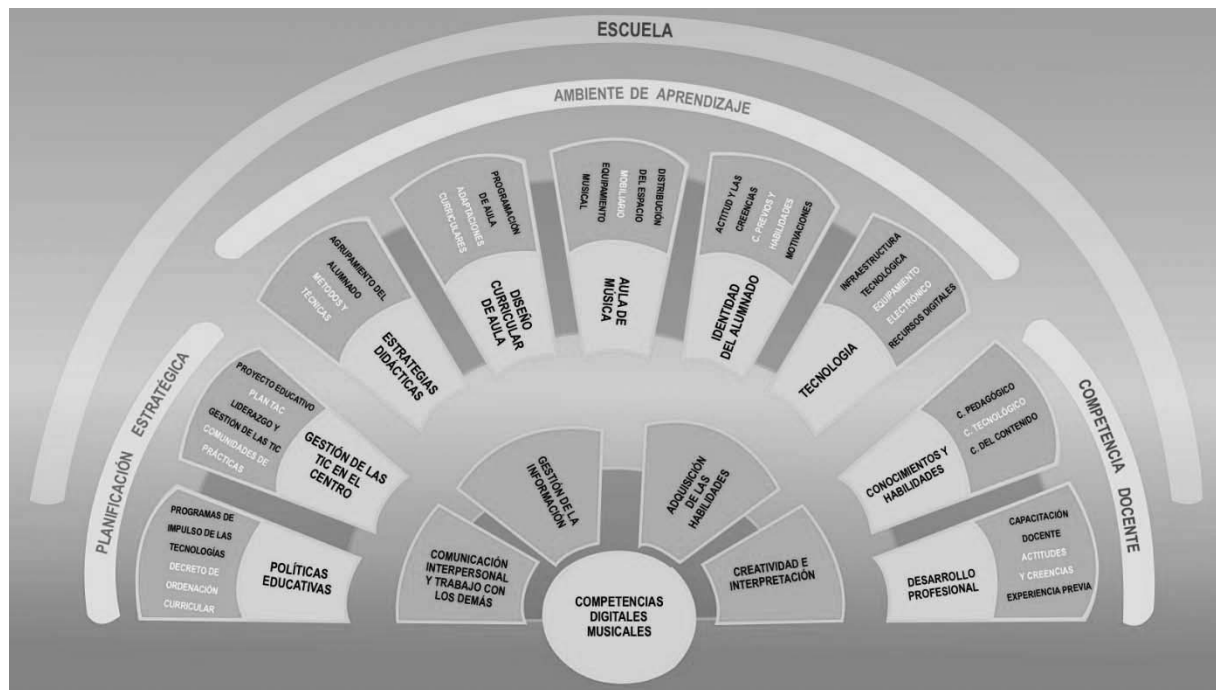 ESCUELA
AMBIENTE DE APRENDIZAJE
PLANIFICACIÓN ESTRATÉGICA
COMPETENCIA DOCENTE
PROGRAMAS DE
IMPULSO DE LAS
TECNOLOGÍAS
DECRETO DE
ORDENACIÓN
CURRICULAR
POLÍTICAS
EDUCATIVAS
PROYECTO EDUCATIVO
PLAN TAC
LIDERAZGO Y
GESTIÓN DE LAS TIC
COMUNIDADES DE
PRÁCTICAS
GESTIÓN DE LAS
TIC EN EL
CENTRO
AGRUPAMIENTO DEL
ALUMNADO
METODOS Y
TECNICAS
ESTRATEGIAS
DIDÁCTICAS
PROGRAMACIÓN
DE AULA
ADAPTACIONES
CURRICULARES
DISEÑO
CURRICULAR
DE AULA
DISTRIBUCIÓN
DEL ESPACIO
MOBILIARIO
EQUIPAMIENTO
MUSICAL
AULA DE
MÚSICA
ACTITUD Y LAS
CREENCIAS
C. PREVIOS Y
HABILIDADES
MOTIVACIONES
IDENTIDAD
DEL ALUMNADO
INFRAESTRUCTURA
TECNOLÓGICA
EQUIPAMIENTO
ELECTRÓNICO
RECURSOS DIGITALES
TECNOLOGIA
C. PEDAGÓGICO
C. TECNOLÓGICO
C. DEL CONTENIDO
CONOCIMIENTOS Y
HABILIDADES
CAPACITACIÓN
DOCENTE
ACTITUDES
Y CREENCIAS
EXPERIENCIA PREVIA
DESARROLLO
PROFESIONAL
COMUNICACIÓN
INTERPERSONAL
Y TRABAJO CON
LOS DEMÁS
GESTIÓN DE LA
INFORMACIÓN
ADQUISICIÓN
DE LAS
HABILIDADES
CREATIVIDAD E
INTERPRETACIÓN
COMPETENCIAS
DIGITALES
MUSICALES